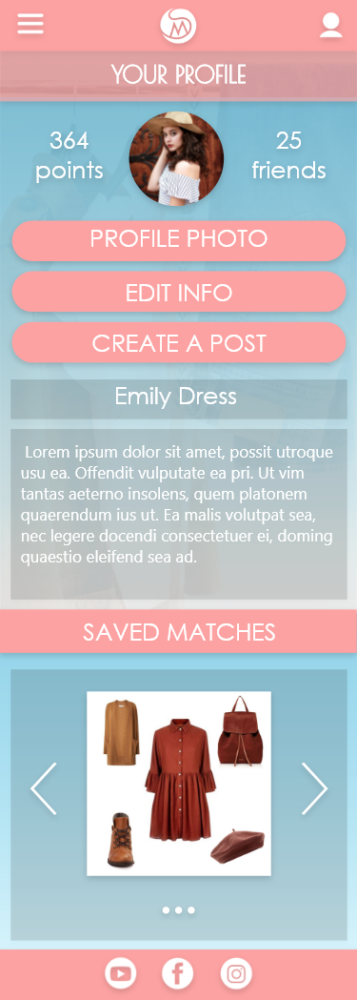 YOUR PROFILE
364
points
25
friends
PROFILE PHOTO
EDIT INFO
CREATE A POST
Emily Dress
Lorem ipsum dolor sit amet, possit utroque
usu ea. Offendit vulputate ea pri. Ut vim
tantas aeterno insolens, quem platonem
quaerendum ius ut. Ea malis volutpat sea,
nec legere docendi consectetuer ei, doming
quaestio eleifend sea ad.
SAVED MATCHES